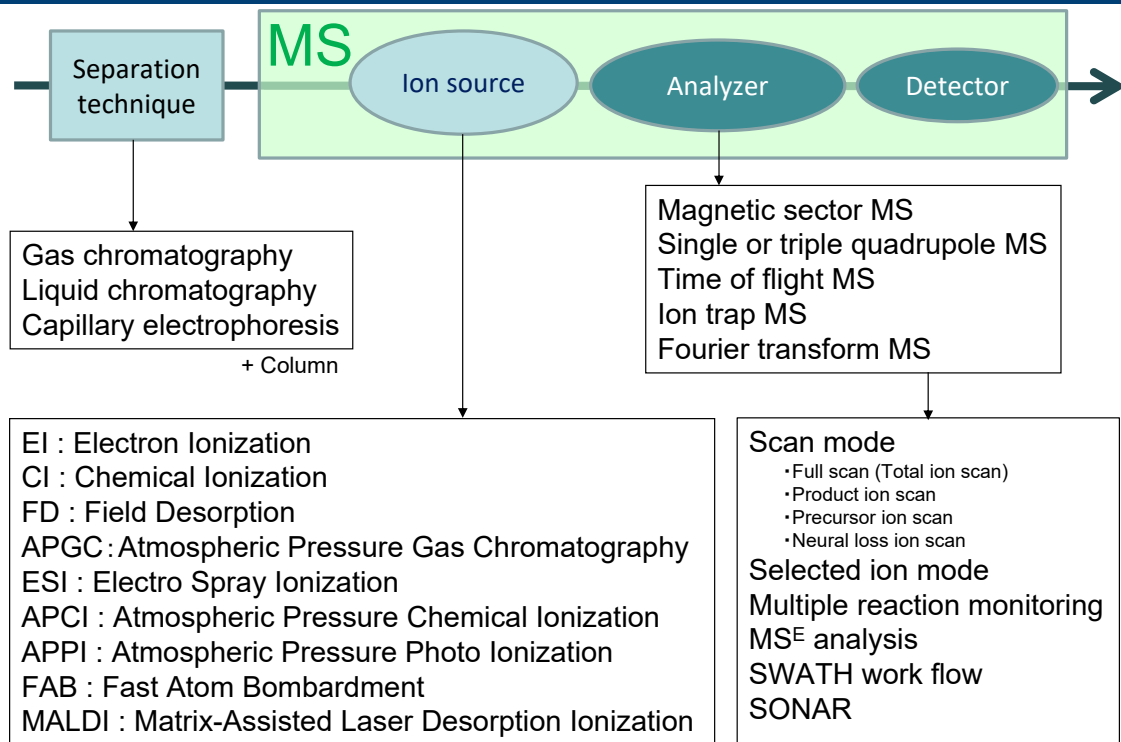 MS
Separation
technique
Ion source
Analyzer
Detector
Gas chromatography
Liquid chromatography
Capillary electrophoresis
+ Column
Magnetic sector MS
Single or triple quadrupole MS
Time of flight MS
Ion trap MS
Fourier transform MS
EI : Electron Ionization
CI : Chemical Ionization
FD : Field Desorption
APGC：Atmospheric Pressure Gas Chromatography
ESI : Electro Spray Ionization
APCI : Atmospheric Pressure Chemical Ionization
APPI : Atmospheric Pressure Photo Ionization
FAB : Fast Atom Bombardment
MALDI : Matrix-Assisted Laser Desorption Ionization
Scan mode
・Full scan (Total ion scan)
・Product ion scan
・Precursor ion scan
・Neural loss ion scan
Selected ion mode
Multiple reaction monitoring
MSᴱ analysis
SWATH work flow
SONAR